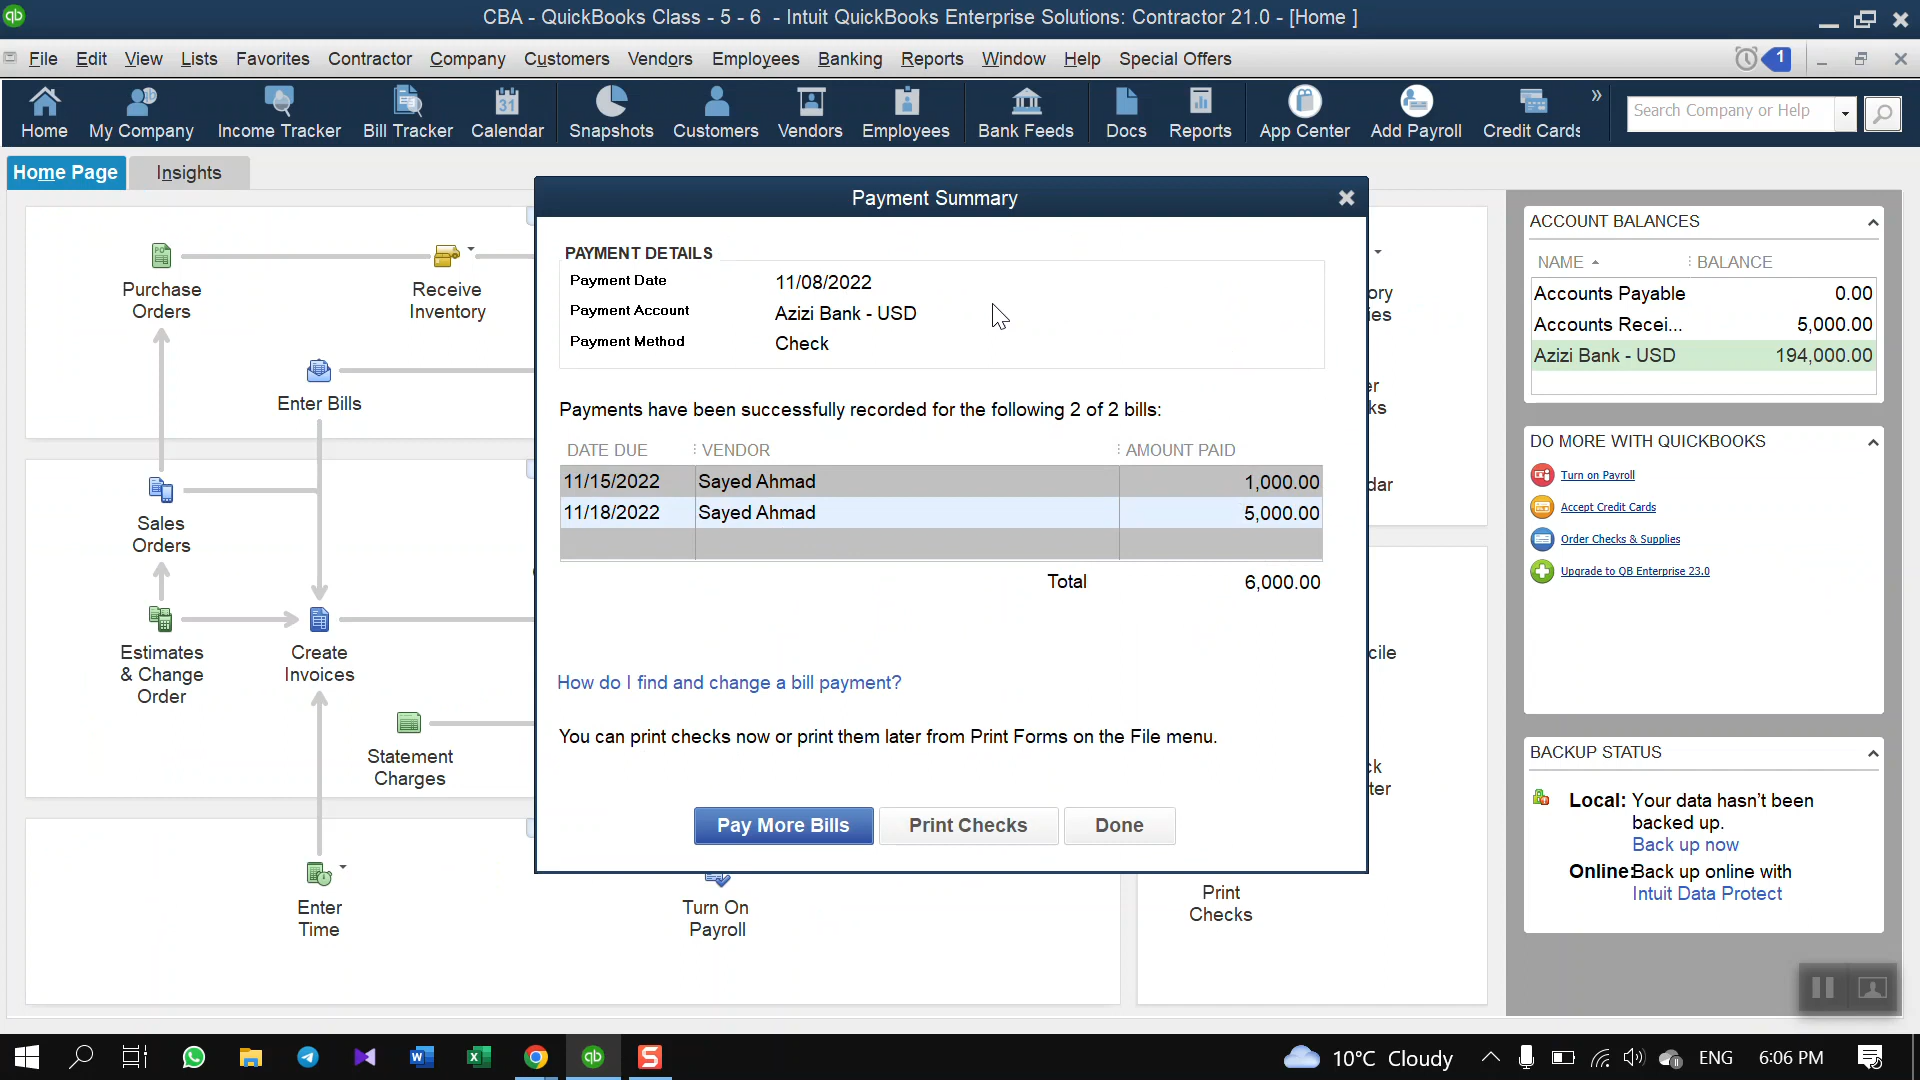 CBA - QuickBooks Class - 5 - 6 - Intuit QuickBooks Enterprise Solutions: Contractor 21.0 - [Home ]
File Edit View Lists Favorites Contractor Company Customers Vendors Employees Banking Reports Window Help Special Offers 1
Home My Company Income Tracker Bill Tracker Calendar Snapshots Customers Vendors Employees Bank Feeds Docs Reports App Center Add Payroll Credit Cards
Search Company or Help
Home Page Insights
Purchase
Orders
Receive
Inventory
Enter Bills
Sales
Orders
Estimates
& Change
Order
Create
Invoices
Statement
Charges
Enter
Time
Turn On
Payroll
Payment Summary
PAYMENT DETAILS
Payment Date 11/08/2022
Payment Account Azizi Bank - USD
Payment Method Check
Payments have been successfully recorded for the following 2 of 2 bills:
DATE DUE VENDOR AMOUNT PAID
11/15/2022 Sayed Ahmad 1,000.00
11/18/2022 Sayed Ahmad 5,000.00
Total 6,000.00
How do I find and change a bill payment?
You can print checks now or print them later from Print Forms on the File menu.
Pay More Bills Print Checks Done
ory
ies
er
ks
dar
cile
ck
ter
Print
Checks
ACCOUNT BALANCES
NAME BALANCE
Accounts Payable 0.00
Accounts Recei... 5,000.00
Azizi Bank - USD 194,000.00
DO MORE WITH QUICKBOOKS
Turn on Payroll
Accept Credit Cards
Order Checks & Supplies
Upgrade to QB Enterprise 23.0
BACKUP STATUS
Local: Your data hasn't been
backed up.
Back up now
Online: Back up online with
Intuit Data Protect
10°C Cloudy ENG 6:06 PM